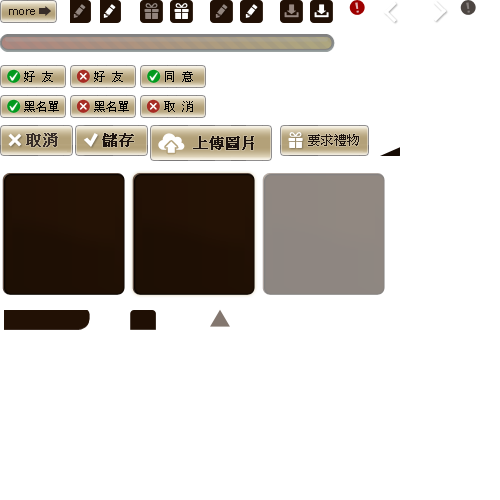 more
好 友 好 友 同 意
黑名單 黑名單 取 消
取消 儲存 上傳圖片 要求禮物